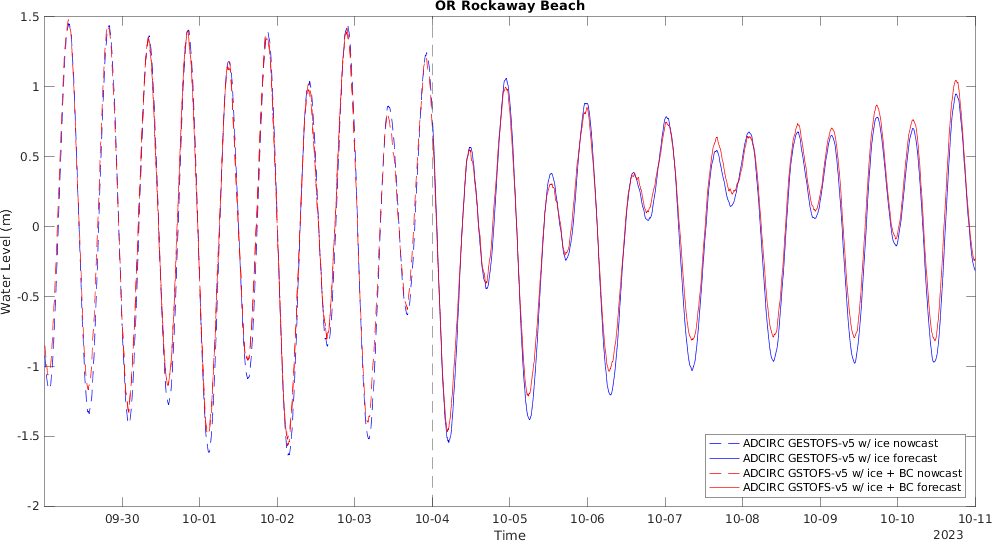 OR Rockaway Beach
1.5
1
0.5
0
-0.5
-1
-1.5
-2
Water Level (m)
09-30 10-01 10-02 10-03 10-04 10-05 10-06 10-07 10-08 10-09 10-10 10-11
Time
2023
ADCIRC GESTOFS-v5 w/ ice nowcast
ADCIRC GESTOFS-v5 w/ ice forecast
ADCIRC GSTOFS-v5 w/ ice + BC nowcast
ADCIRC GSTOFS-v5 w/ ice + BC forecast